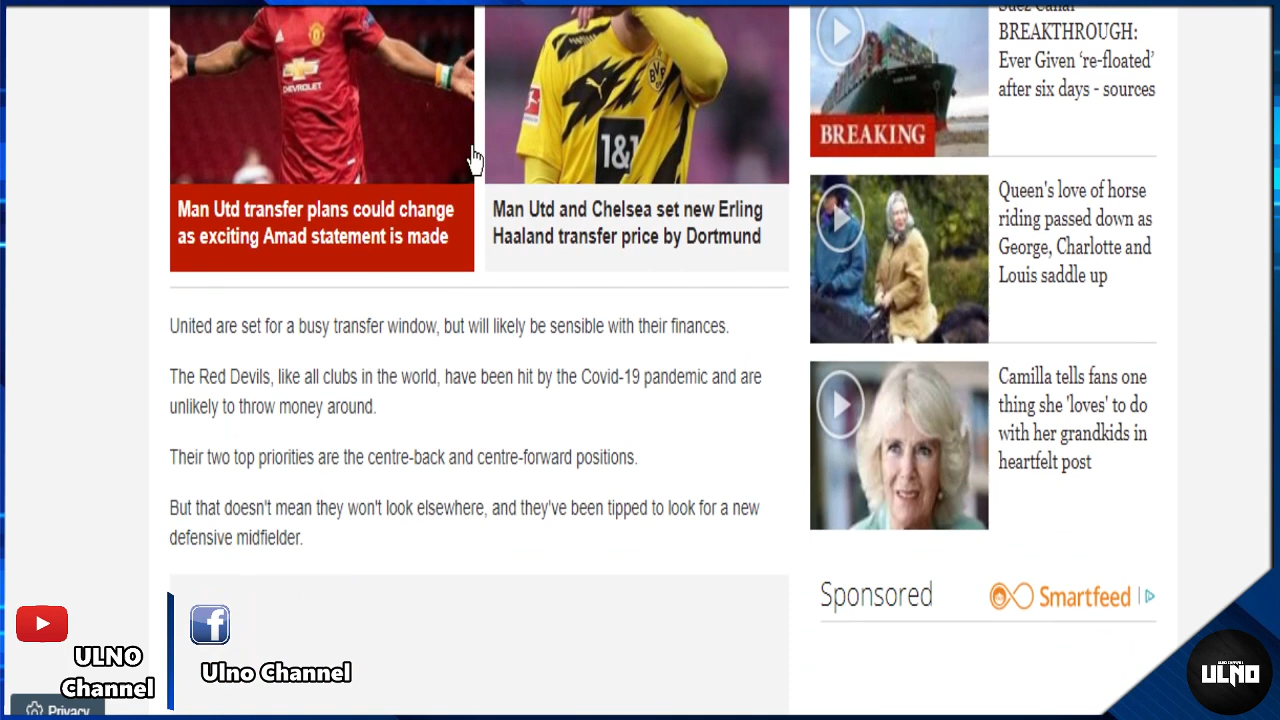 CHEVROLET
1&1
Man Utd transfer plans could change
as exciting Amad statement is made
Man Utd and Chelsea set new Erling
Haaland transfer price by Dortmund
United are set for a busy transfer window, but will likely be sensible with their finances.
The Red Devils, like all clubs in the world, have been hit by the Covid-19 pandemic and are
unlikely to throw money around.
Their two top priorities are the centre-back and centre-forward positions.
But that doesn't mean they won't look elsewhere, and they've been tipped to look for a new
defensive midfielder.
Suez Canal
BREAKTHROUGH:
Ever Given ‘re-floated’
after six days - sources
BREAKING
Queen's love of horse
riding passed down as
George, Charlotte and
Louis saddle up
Camilla tells fans one
thing she 'loves' to do
with her grandkids in
heartfelt post
Sponsored
Smartfeed
ULNO
Channel
Ulno Channel
Privacy
ULNO